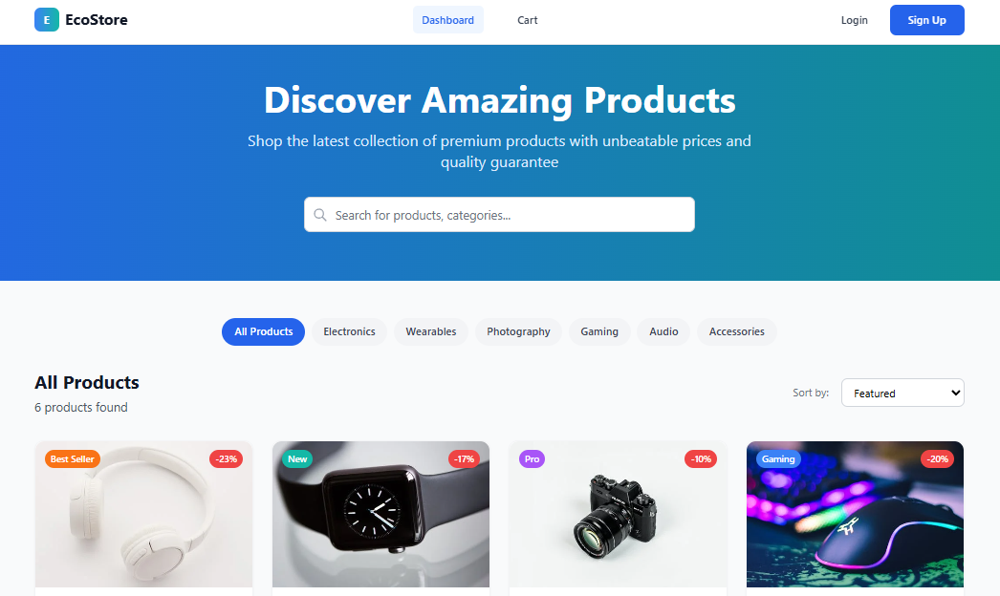 E EcoStore
Dashboard
Cart
Login
Sign Up
Discover Amazing Products
Shop the latest collection of premium products with unbeatable prices and
quality guarantee
Search for products, categories...
All Products
Electronics
Wearables
Photography
Gaming
Audio
Accessories
All Products
6 products found
Sort by:
Featured
Best Seller
-23%
New
-17%
Pro
-10%
Gaming
-20%